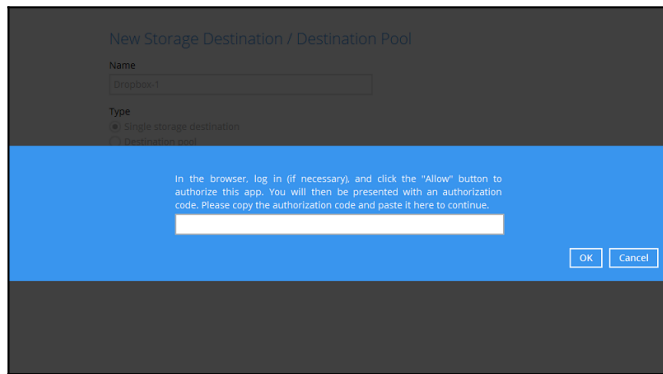 New Storage Destination / Destination Pool
Name
Dropbox-1
Type
Single storage destination
Destination pool
In the browser, log in (if necessary), and click the "Allow" button to
authorize this app. You will then be presented with an authorization
code. Please copy the authorization code and paste it here to continue.
OK Cancel